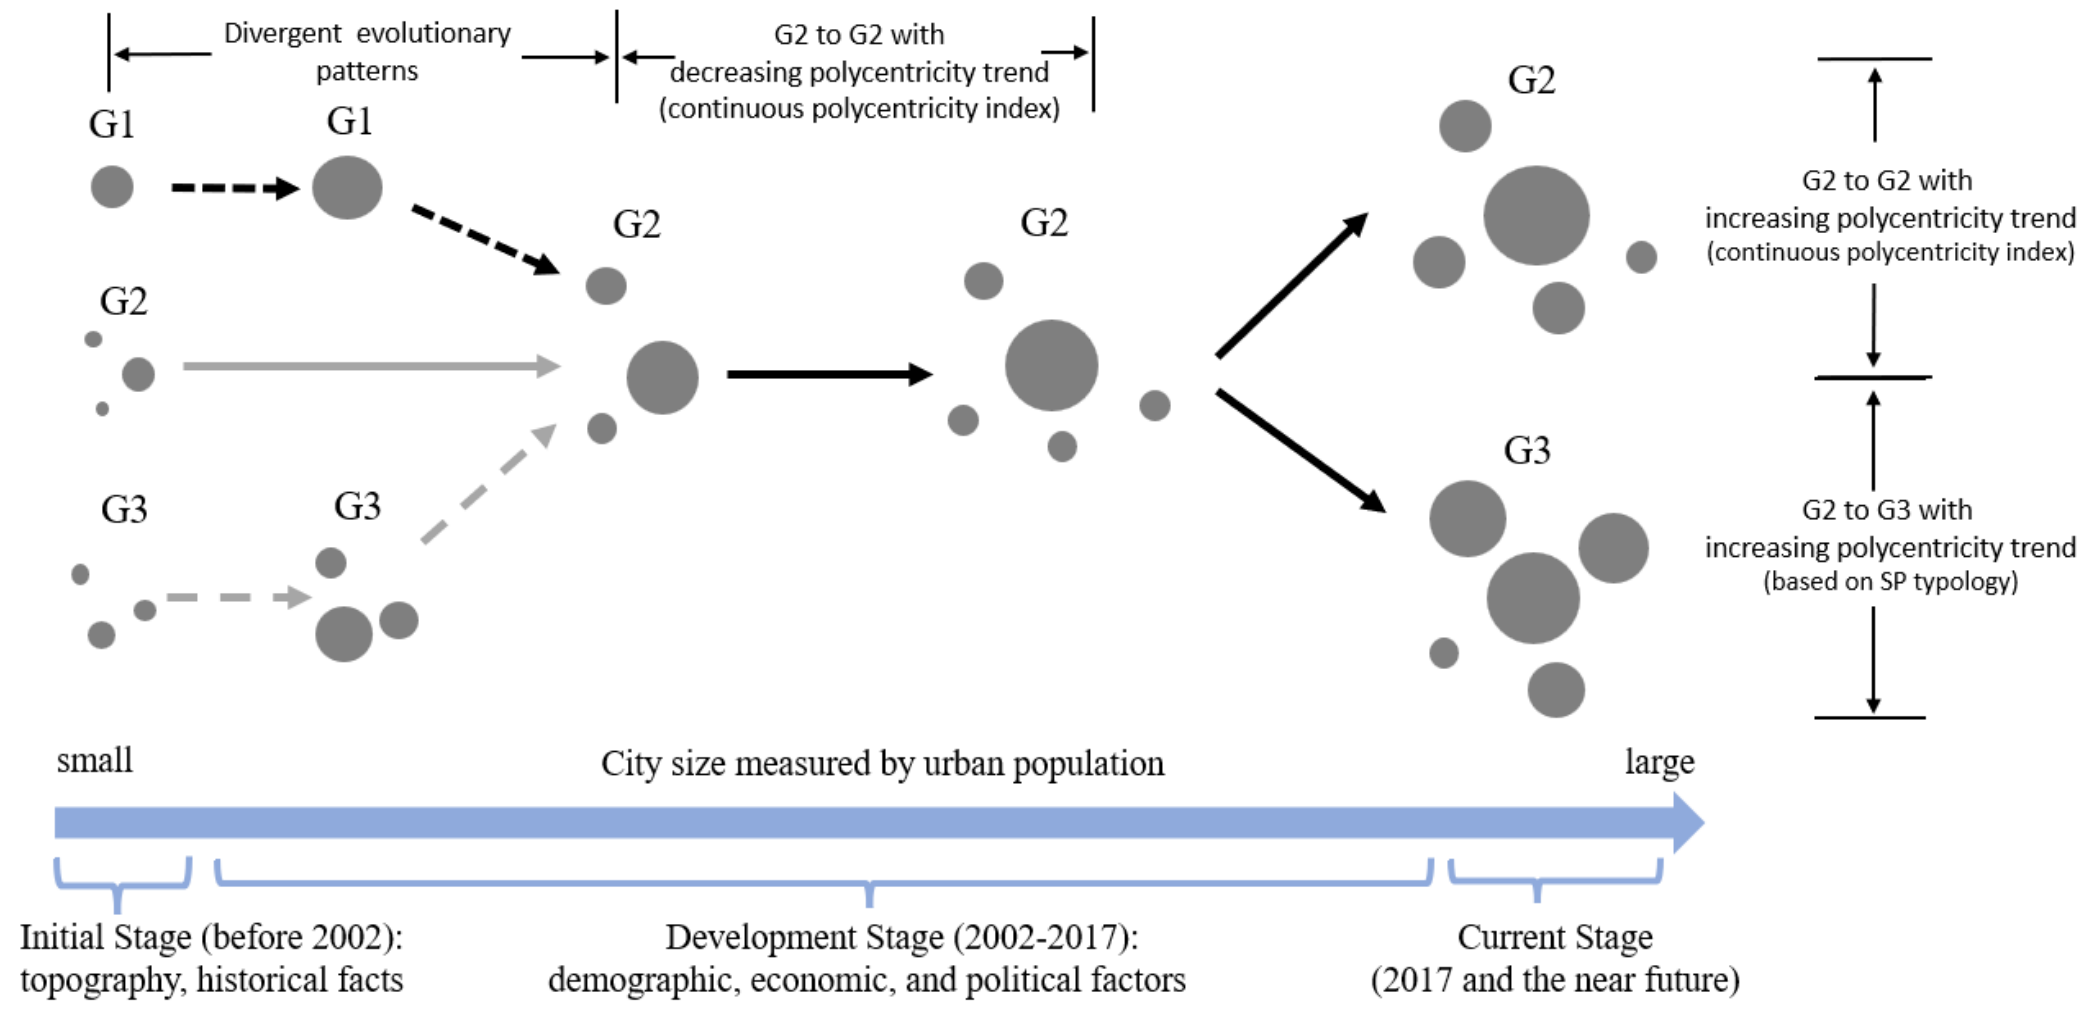 Divergent evolutionary
patterns
G2 to G2 with
decreasing polycentricity trend
(continuous polycentricity index)
G1
G1
G2
G2
G2
G2
G3
G3
G3
G2 to G2 with
increasing polycentricity trend
(continuous polycentricity index)
G2 to G3 with
increasing polycentricity trend
(based on SP typology)
small
City size measured by urban population
large
Initial Stage (before 2002):
topography, historical facts
Development Stage (2002-2017):
demographic, economic, and political factors
Current Stage
(2017 and the near future)